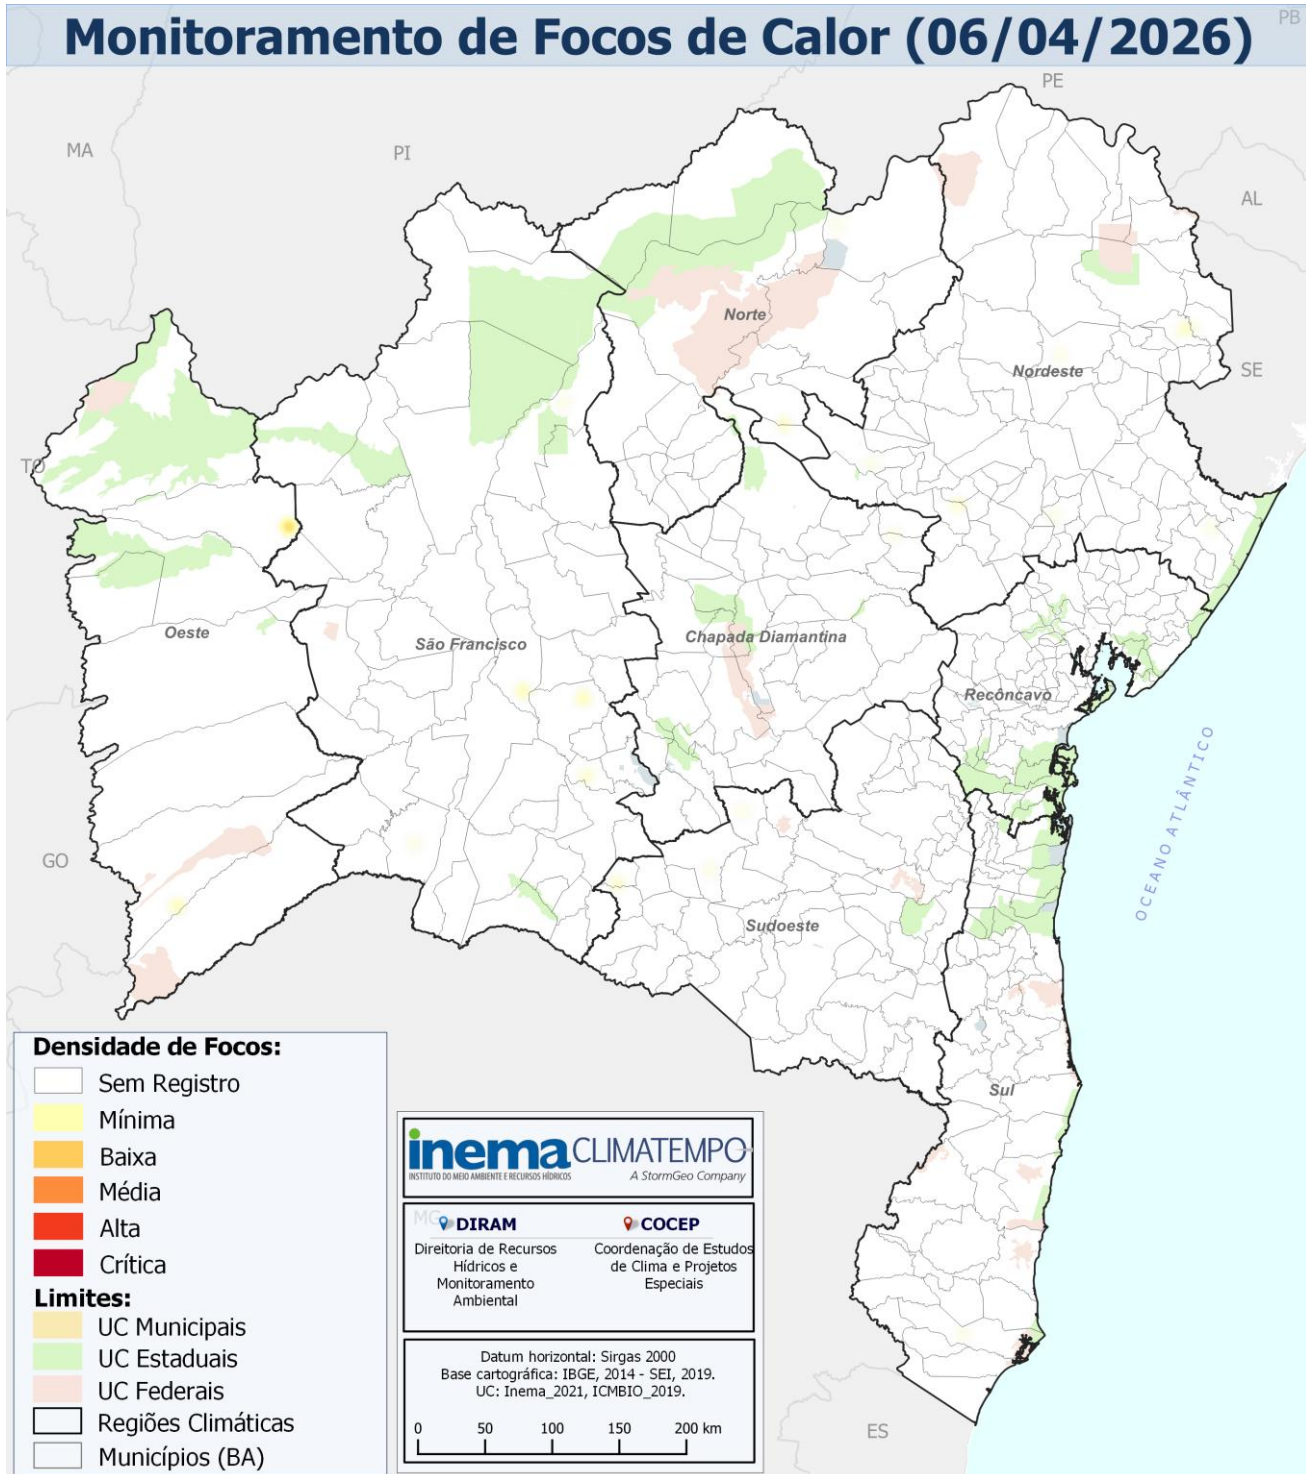 Monitoramento de Focos de Calor (06/04/2026)
PB
PE
MA
PI
AL
Norte
Nordeste
SE
TO
Oeste
São Francisco
Chapada Diamantina
Recôncavo
OCEANO ATLÂNTICO
GO
Sudoeste
Sul
Densidade de Focos:
Sem Registro
Mínima
Baixa
Média
Alta
Crítica
Limites:
UC Municipais
UC Estaduais
UC Federais
Regiões Climáticas
Municípios (BA)
inema
INSTITUTO DO MEIO AMBIENTE E RECURSOS HÍDRICOS
CLIMATEMPO
A StormGeo Company
MG
DIRAM
Direitoria de Recursos
Hídricos e
Monitoramento
Ambiental
COCEP
Coordenação de Estudos
de Clima e Projetos
Especiais
Datum horizontal: Sirgas 2000
Base cartográfica: IBGE, 2014 - SEI, 2019.
UC: Inema_2021, ICMBIO_2019.
0 50 100 150 200 km
ES